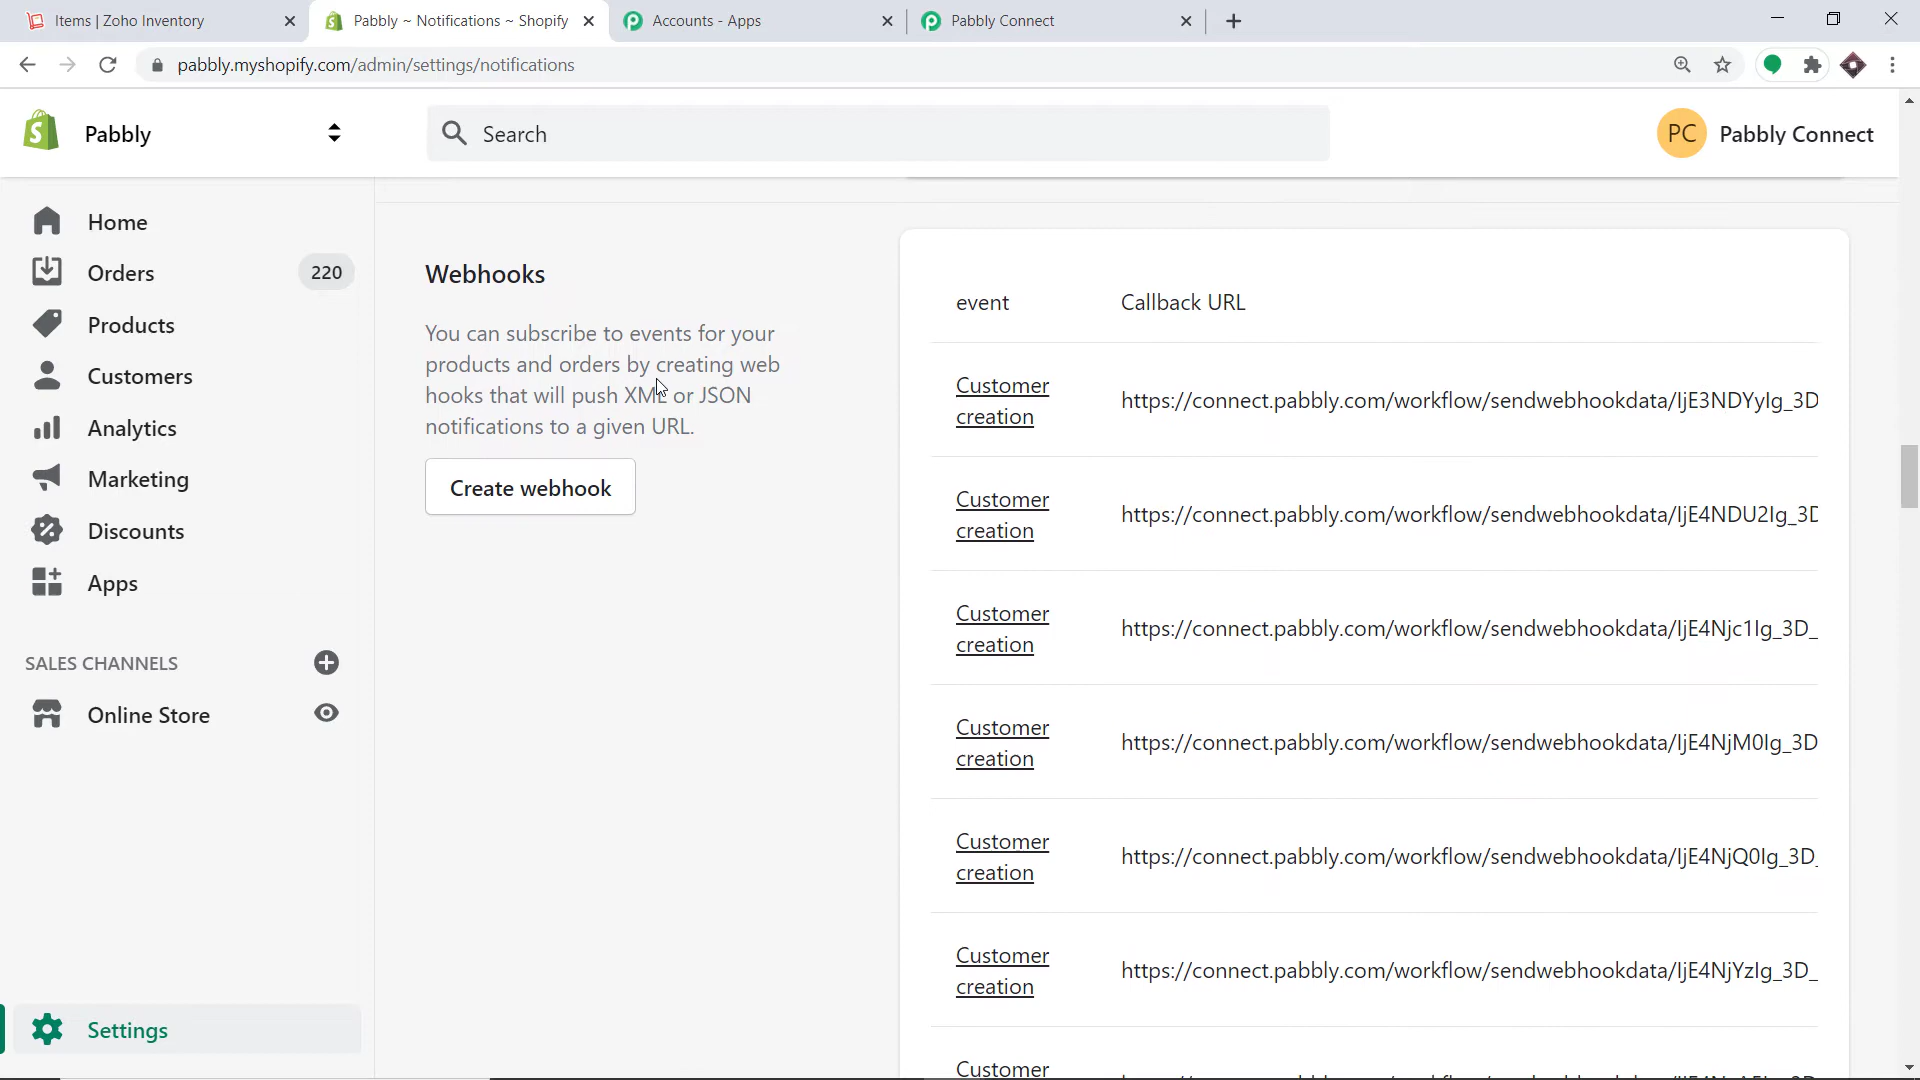 Items | Zoho Inventory
Pabbly ~ Notifications ~ Shopify
Accounts - Apps
Pabbly Connect
pabbly.myshopify.com/admin/settings/notifications
Pabbly
Search
PC
Pabbly Connect
Home
Orders
220
Products
Customers
Analytics
Marketing
Discounts
Apps
SALES CHANNELS
Online Store
Settings
Webhooks
You can subscribe to events for your
products and orders by creating web
hooks that will push XML or JSON
notifications to a given URL.
Create webhook
event
Callback URL
Customer
creation
https://connect.pabbly.com/workflow/sendwebhookdata/IjE3NDYyIg_3D
Customer
creation
https://connect.pabbly.com/workflow/sendwebhookdata/IjE4NDU2Ig_3D
Customer
creation
https://connect.pabbly.com/workflow/sendwebhookdata/IjE4Njc1Ig_3D_
Customer
creation
https://connect.pabbly.com/workflow/sendwebhookdata/IjE4NjM0Ig_3D
Customer
creation
https://connect.pabbly.com/workflow/sendwebhookdata/IjE4NjQ0Ig_3D_
Customer
creation
https://connect.pabbly.com/workflow/sendwebhookdata/IjE4NjYzIg_3D_
Customer